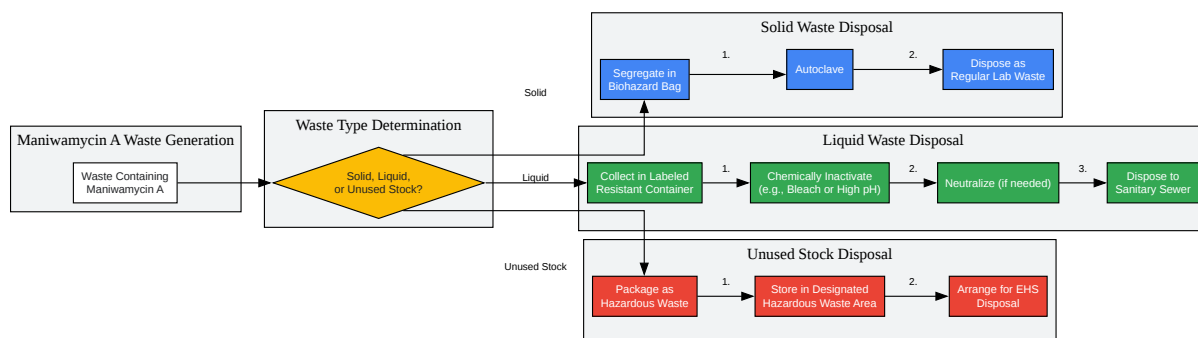 Maniwamycin A Waste Generation
Waste Containing
Maniwamycin A
Waste Type Determination
Solid, Liquid,
or Unused Stock?
Solid
Liquid
Unused Stock
Solid Waste Disposal
Segregate in
Biohazard Bag
1.
Autoclave
2.
Dispose as
Regular Lab Waste
Liquid Waste Disposal
Collect in Labeled
Resistant Container
1.
Chemically Inactivate
(e.g., Bleach or High pH)
2.
Neutralize (if needed)
3.
Dispose to
Sanitary Sewer
Unused Stock Disposal
Package as
Hazardous Waste
1.
Store in Designated
Hazardous Waste Area
2.
Arrange for EHS
Disposal